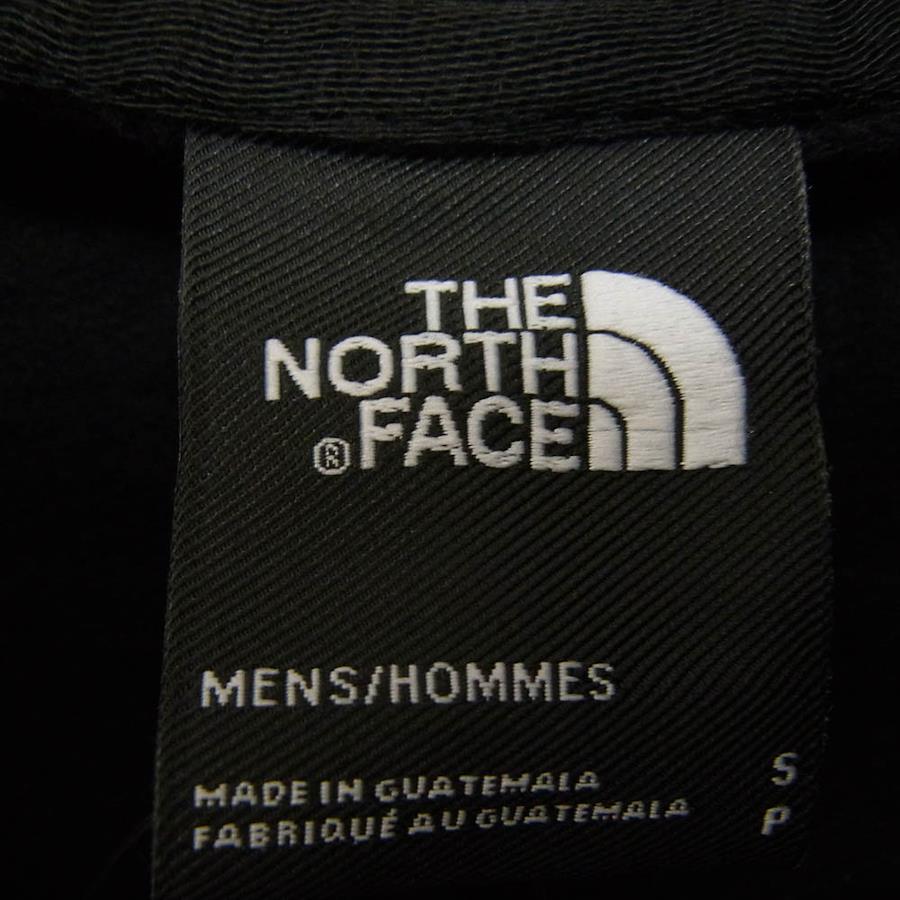 THE
NORTH
®FACE
MENS/HOMMES
MADE IN GUATEMALA
FABRIQUÉ AU GUATEMALA
S
P